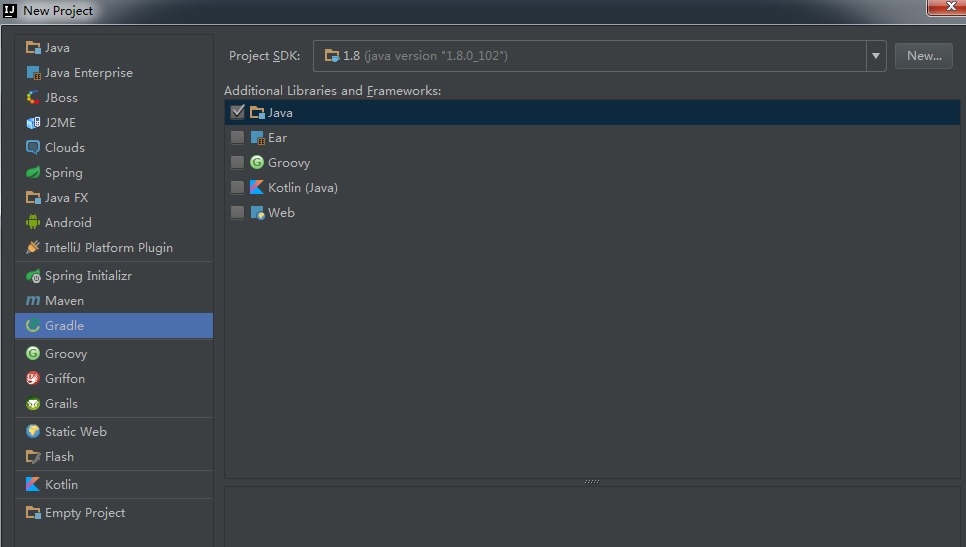 New Project
Java
Java Enterprise
JBoss
J2ME
Clouds
Spring
Java FX
Android
IntelliJ Platform Plugin
Spring Initializr
Maven
Gradle
Groovy
Griffon
Grails
Static Web
Flash
Kotlin
Empty Project
Project SDK: 1.8 (java version "1.8.0_102") New...
Additional Libraries and Frameworks:
Java
Ear
Groovy
Kotlin (Java)
Web